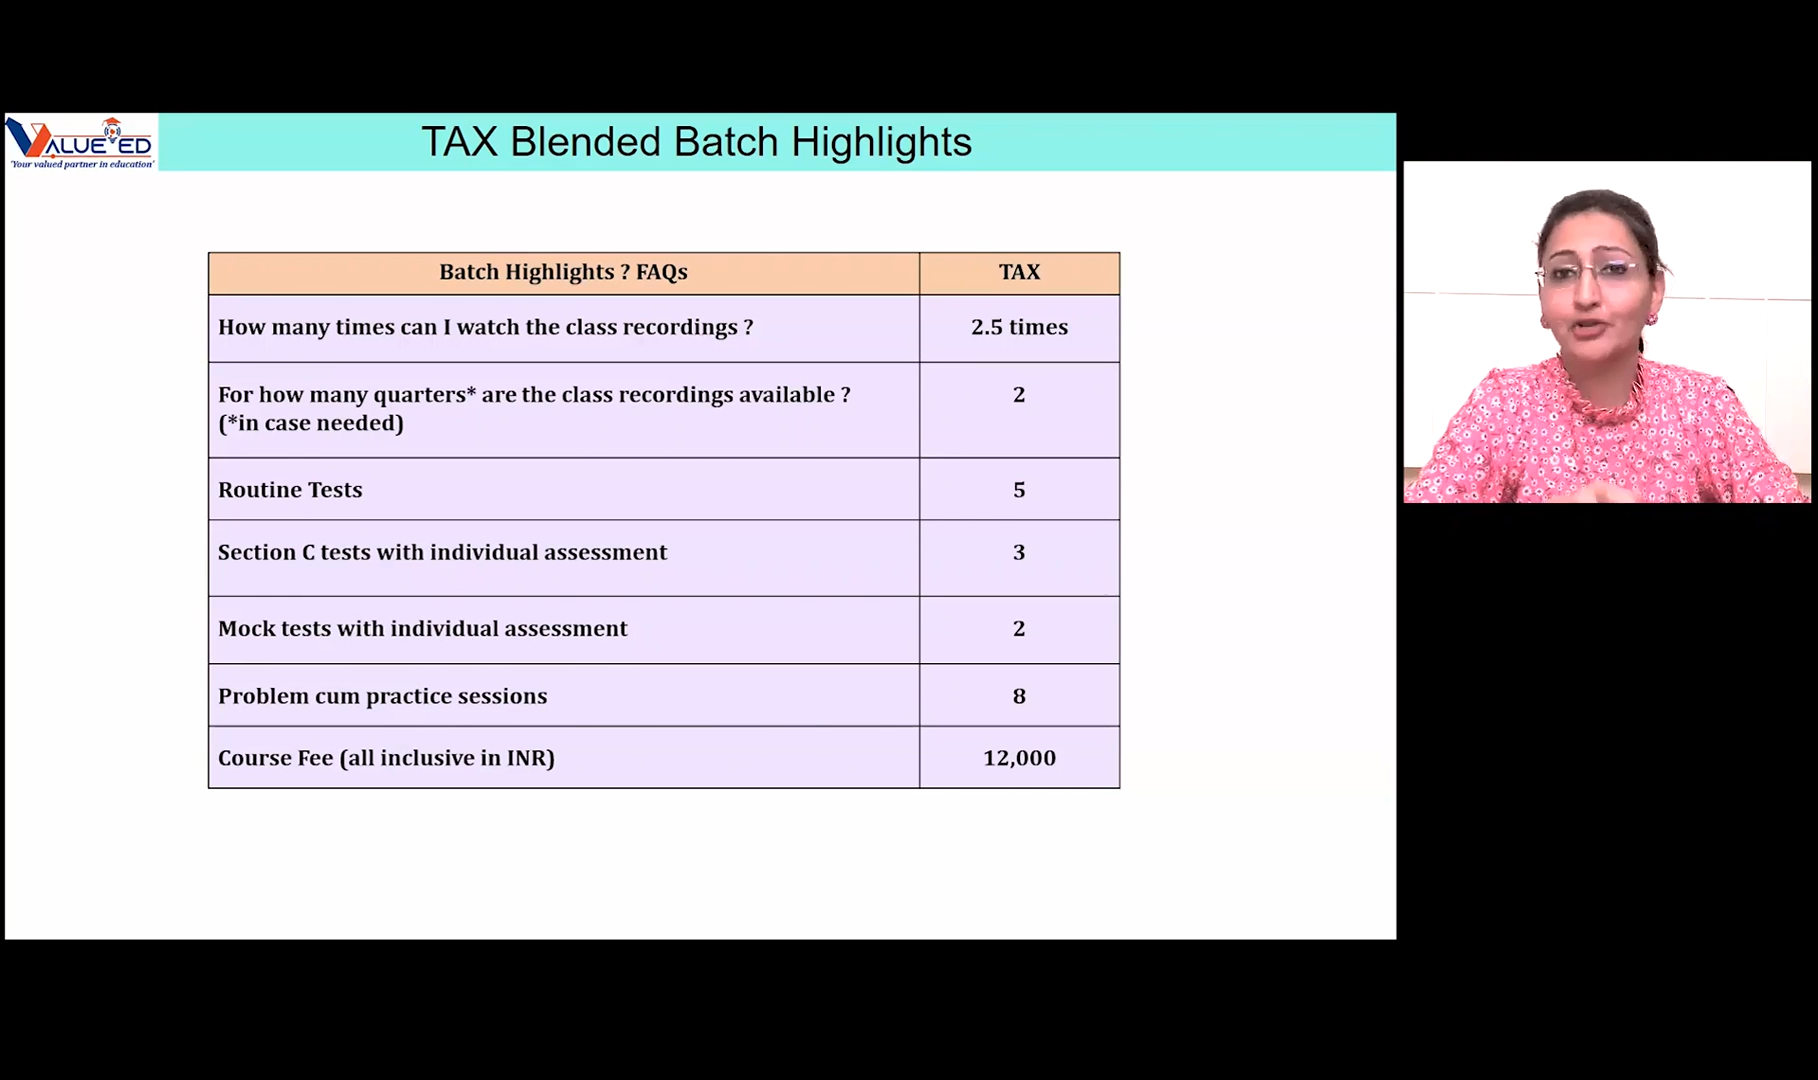 VALUE ED
'Your valued partner in education'
TAX Blended Batch Highlights
Batch Highlights ? FAQs TAX
How many times can I watch the class recordings ? 2.5 times
For how many quarters* are the class recordings available ? 2
(*in case needed)
Routine Tests 5
Section C tests with individual assessment 3
Mock tests with individual assessment 2
Problem cum practice sessions 8
Course Fee (all inclusive in INR) 12,000